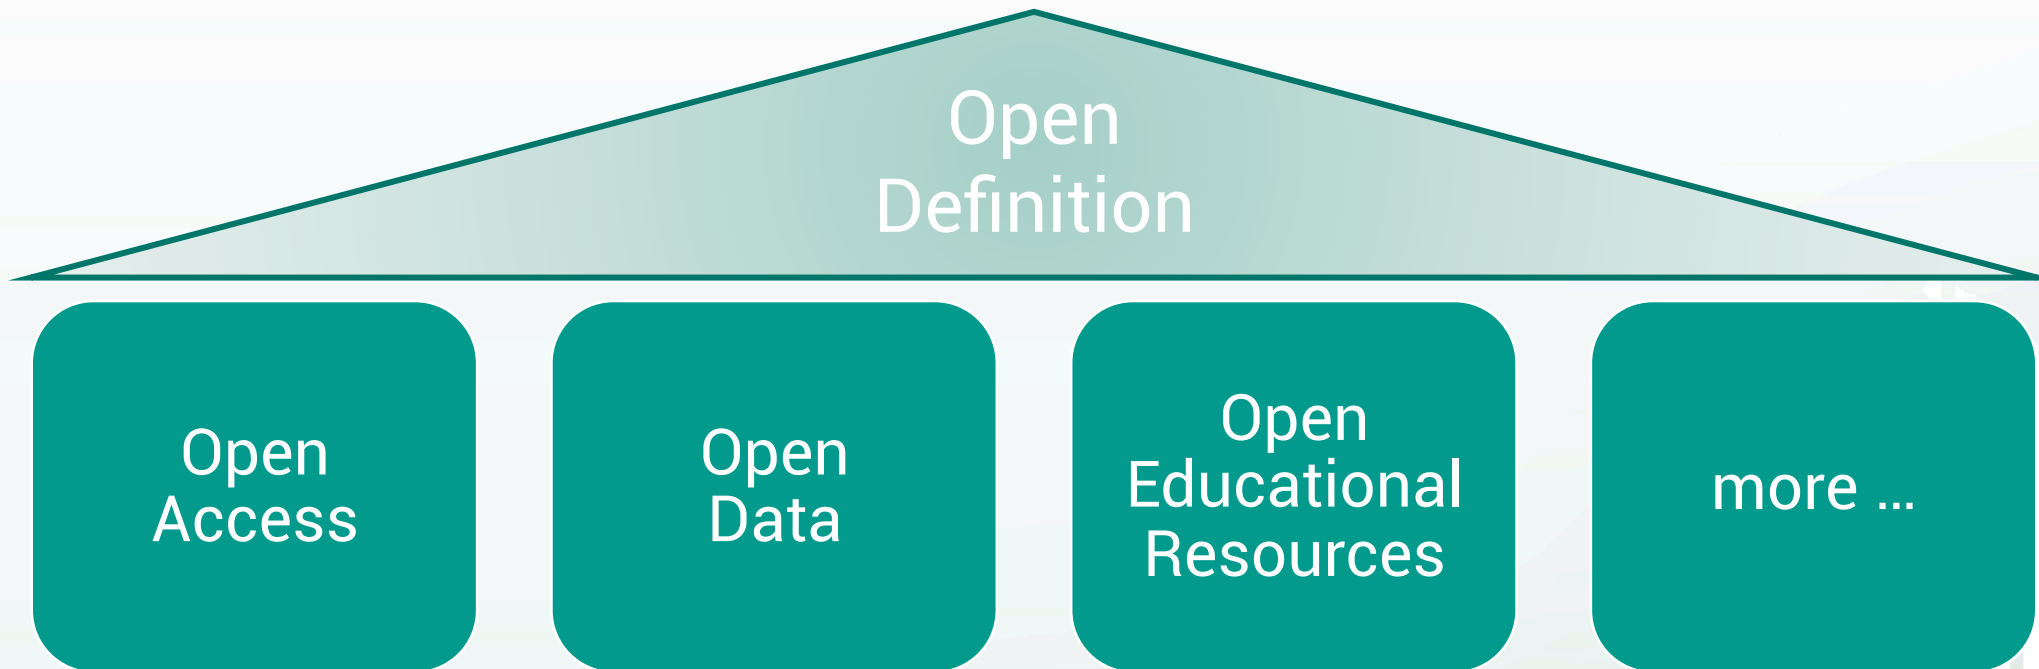 Open
Definition
Open
Access
Open
Data
Open
Educational
Resources
more ...